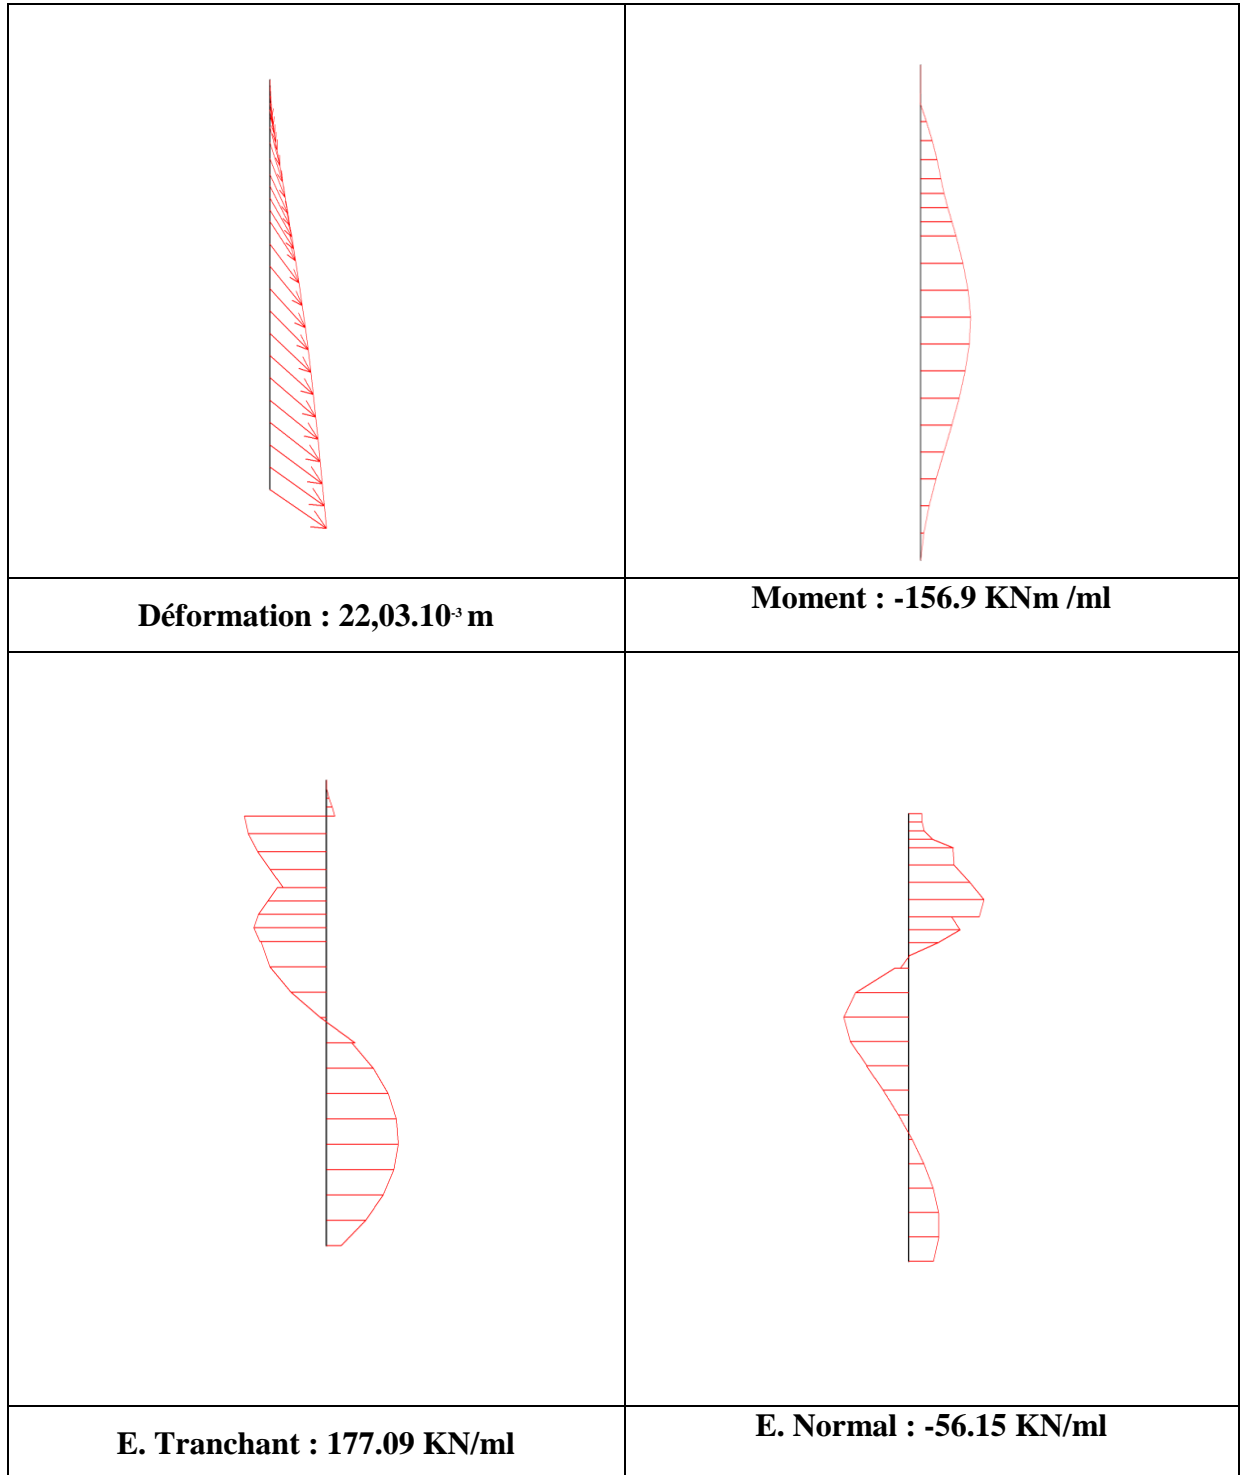 Déformation : 22,03.10⁻³ m
Moment : -156.9 KNm /ml
E. Tranchant : 177.09 KN/ml
E. Normal : -56.15 KN/ml